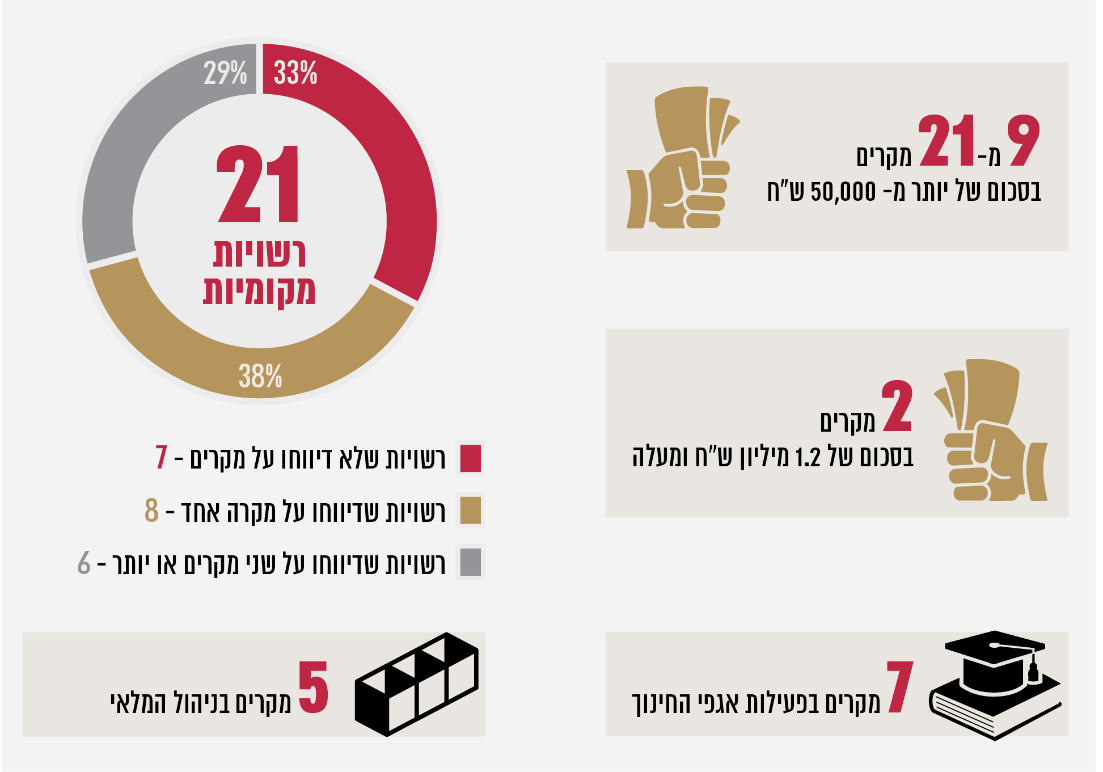 9 מ-21 מקרים
בסכום של יותר מ- 50,000 ש"ח
2 מקרים
בסכום של 1.2 מיליון ש"ח ומעלה
7 מקרים בפעילות אגפי החינוך
29%
33%
21
רשויות
מקומיות
38%
רשויות שלא דיווחו על מקרים - 7
רשויות שדיווחו על מקרה אחד - 8
רשויות שדיווחו על שני מקרים או יותר - 6
5 מקרים בניהול המלאי